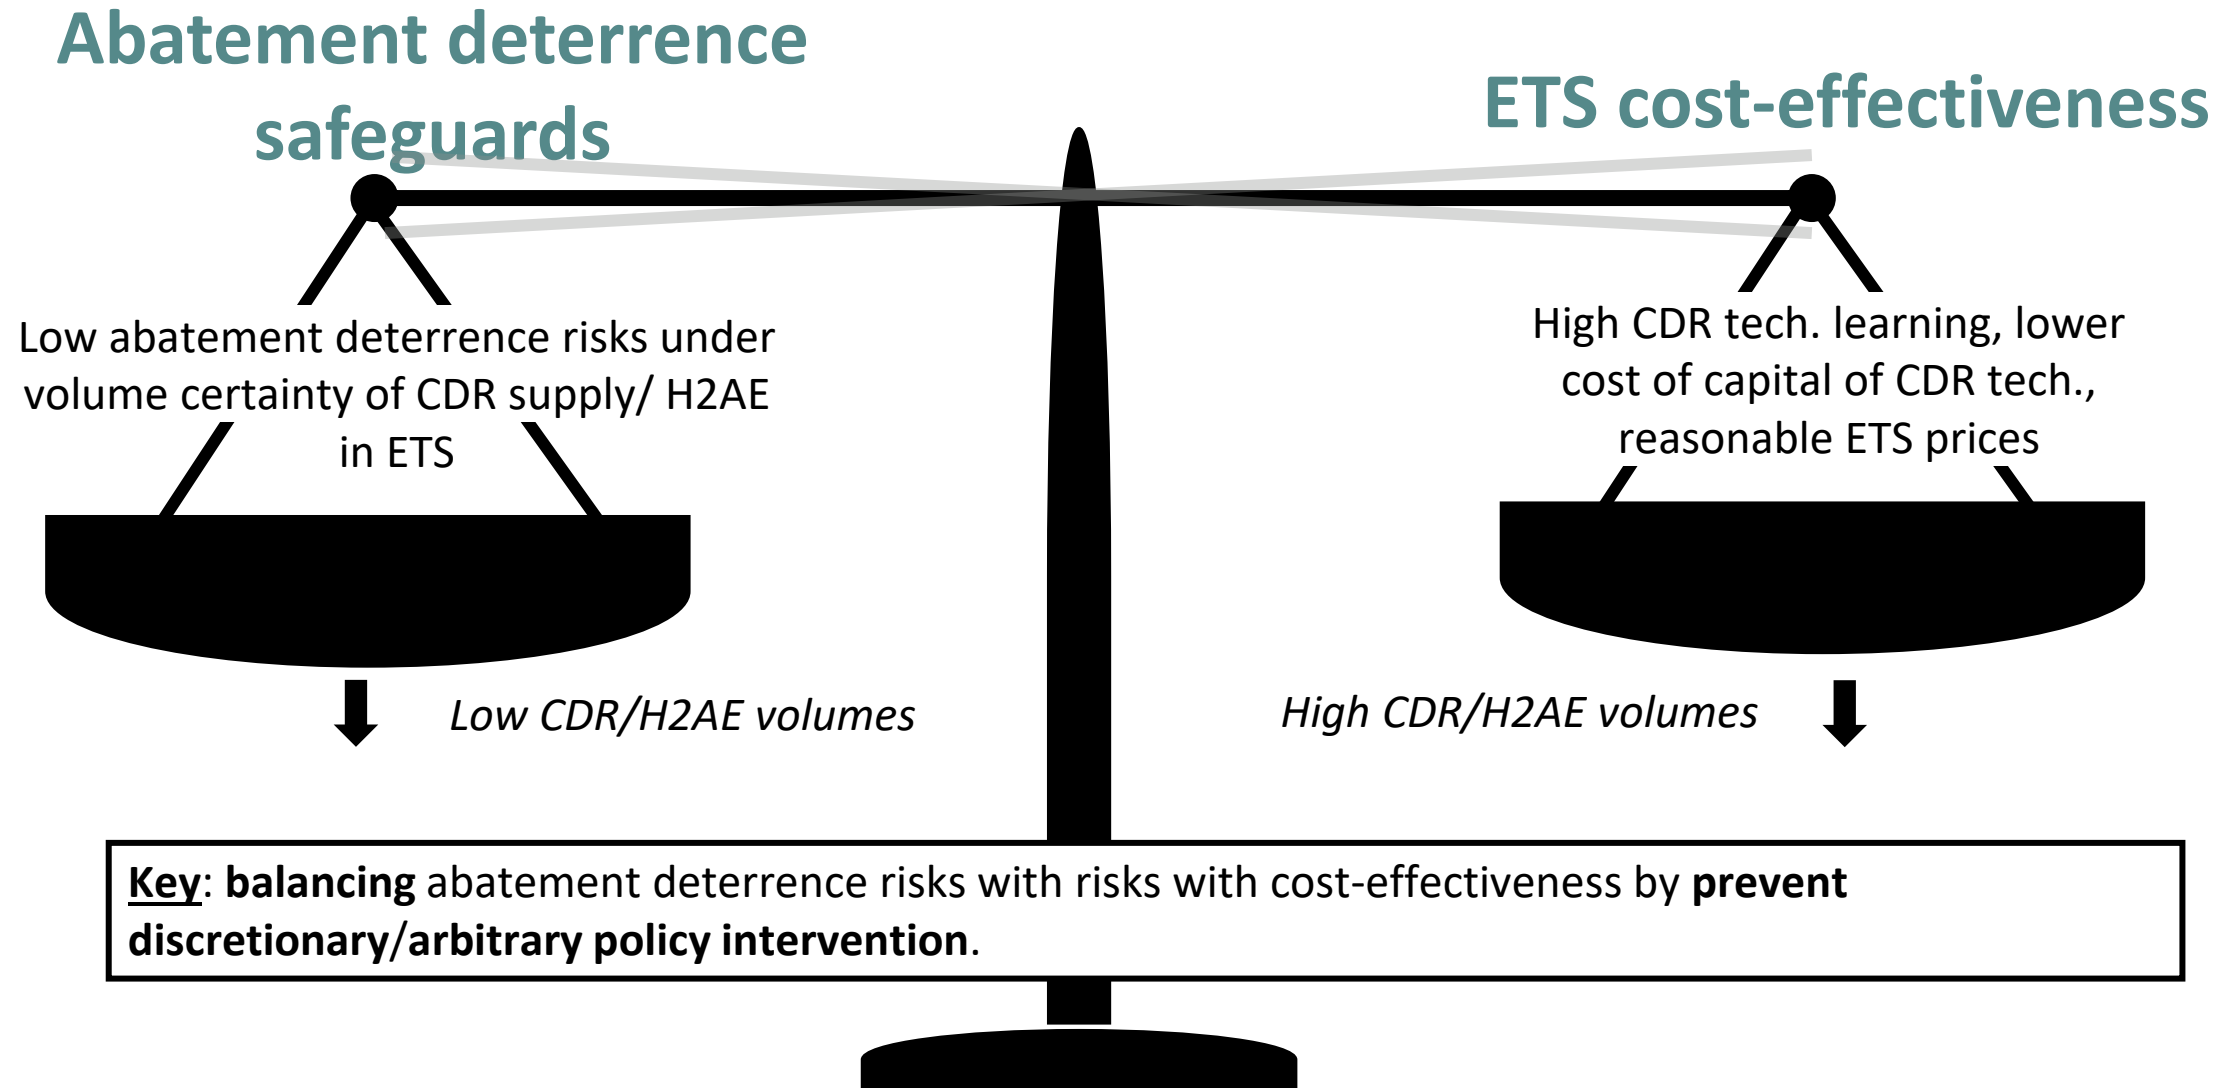 Abatement deterrence
safeguards
ETS cost-effectiveness
Low abatement deterrence risks under
volume certainty of CDR supply/ H2AE
in ETS
High CDR tech. learning, lower
cost of capital of CDR tech.,
reasonable ETS prices
Low CDR/H2AE volumes
High CDR/H2AE volumes
Key: balancing abatement deterrence risks with risks with cost-effectiveness by prevent
discretionary/arbitrary policy intervention.